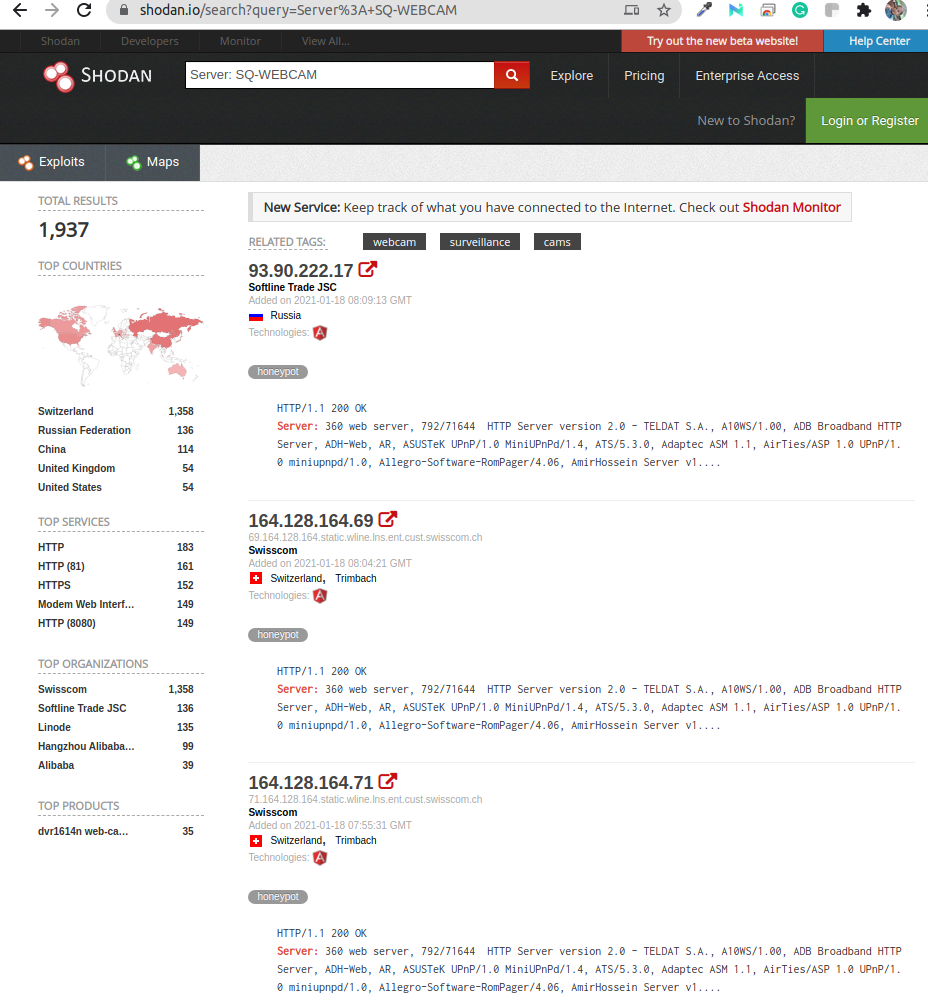 shodan.io/search?query=Server%3A+SQ-WEBCAM
Shodan Developers Monitor View All... Try out the new beta website! Help Center
SHODAN Server: SQ-WEBCAM Explore Pricing Enterprise Access
New to Shodan? Login or Register
Exploits Maps
TOTAL RESULTS
1,937
TOP COUNTRIES
Switzerland 1,358
Russian Federation 136
China 114
United Kingdom 54
United States 54
TOP SERVICES
HTTP 183
HTTP (81) 161
HTTPS 152
Modem Web Interf... 149
HTTP (8080) 149
TOP ORGANIZATIONS
Swisscom 1,358
Softline Trade JSC 136
Linode 135
Hangzhou Alibaba... 99
Alibaba 39
TOP PRODUCTS
dvr1614n web-ca... 35
New Service: Keep track of what you have connected to the Internet. Check out Shodan Monitor
RELATED TAGS: webcam surveillance cams
93.90.222.17
Softline Trade JSC
Added on 2021-01-18 08:09:13 GMT
Russia
Technologies:
honeypot
HTTP/1.1 200 OK
Server: 360 web server, 792/71644 HTTP Server version 2.0 - TELDAT S.A., A10WS/1.00, ADB Broadband HTTP
Server, ADH-Web, AR, ASUSTeK UPnP/1.0 MiniUPnPd/1.4, ATS/5.3.0, Adaptec ASM 1.1, AirTies/ASP 1.0 UPnP/1.
0 miniupnpd/1.0, Allegro-Software-RomPager/4.06, AmirHossein Server v1....
164.128.164.69
69.164.128.164.static.wline.lns.ent.cust.swisscom.ch
Swisscom
Added on 2021-01-18 08:04:21 GMT
Switzerland, Trimbach
Technologies:
honeypot
HTTP/1.1 200 OK
Server: 360 web server, 792/71644 HTTP Server version 2.0 - TELDAT S.A., A10WS/1.00, ADB Broadband HTTP
Server, ADH-Web, AR, ASUSTeK UPnP/1.0 MiniUPnPd/1.4, ATS/5.3.0, Adaptec ASM 1.1, AirTies/ASP 1.0 UPnP/1.
0 miniupnpd/1.0, Allegro-Software-RomPager/4.06, AmirHossein Server v1....
164.128.164.71
71.164.128.164.static.wline.lns.ent.cust.swisscom.ch
Swisscom
Added on 2021-01-18 07:55:31 GMT
Switzerland, Trimbach
Technologies:
honeypot
HTTP/1.1 200 OK
Server: 360 web server, 792/71644 HTTP Server version 2.0 - TELDAT S.A., A10WS/1.00, ADB Broadband HTTP
Server, ADH-Web, AR, ASUSTeK UPnP/1.0 MiniUPnPd/1.4, ATS/5.3.0, Adaptec ASM 1.1, AirTies/ASP 1.0 UPnP/1.
0 miniupnpd/1.0, Allegro-Software-RomPager/4.06, AmirHossein Server v1....